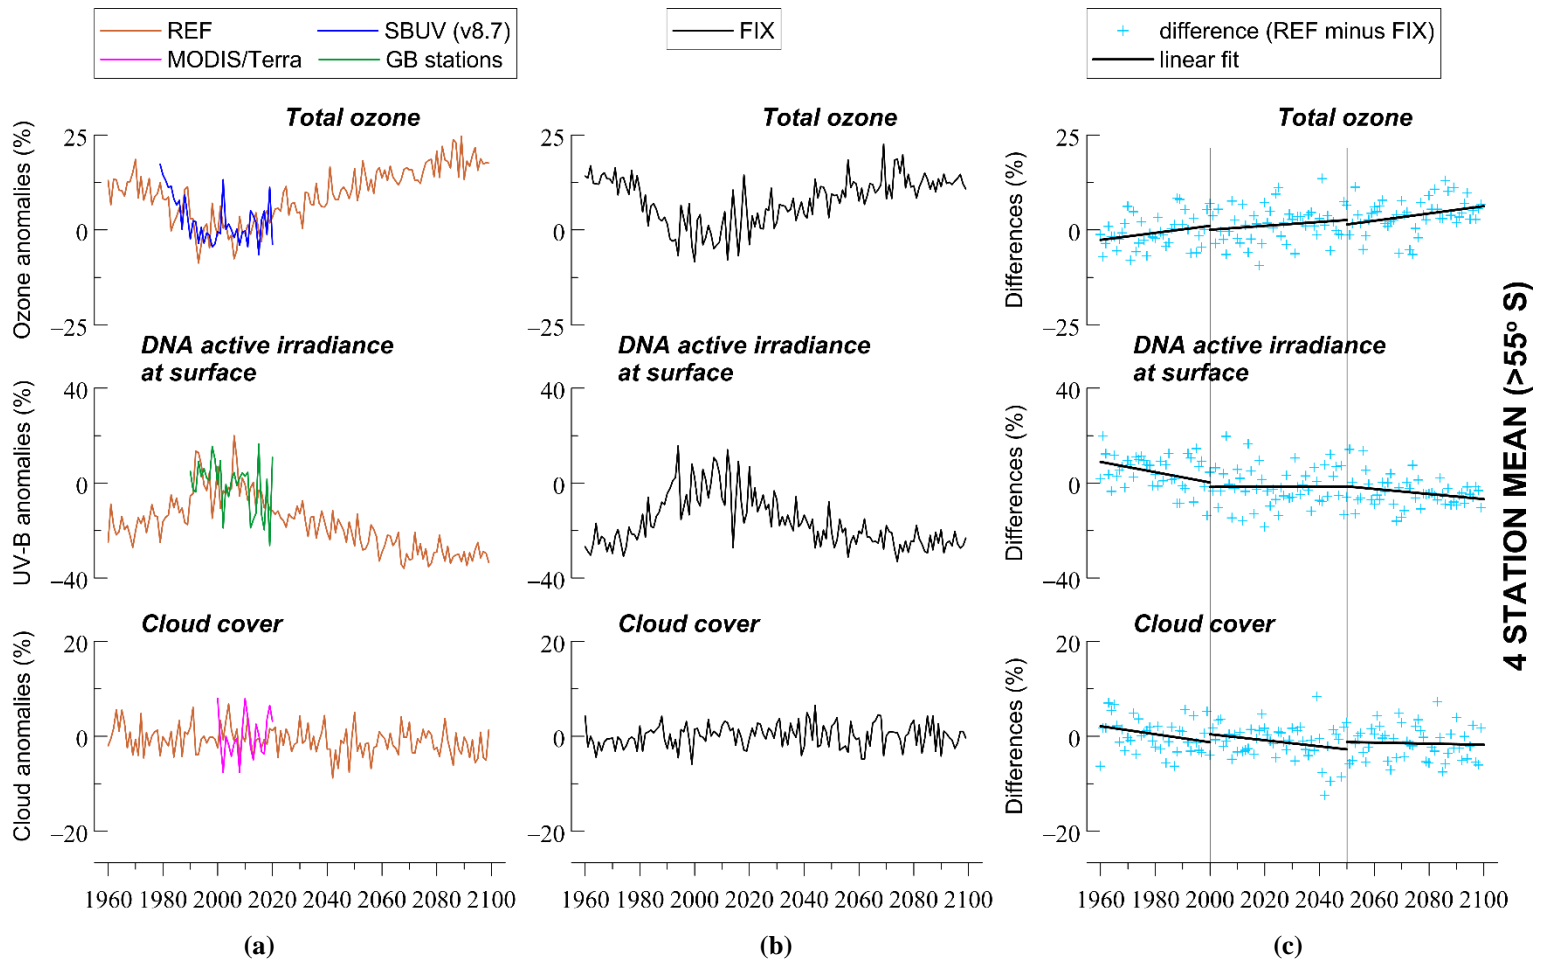 REF
SBUV (v8.7)
MODIS/Terra
GB stations
FIX
difference (REF minus FIX)
linear fit
Total ozone
Total ozone
Total ozone
Ozone anomalies (%)
25
0
−25
25
0
−25
Differences (%)
25
0
−25
DNA active irradiance
at surface
DNA active irradiance
at surface
DNA active irradiance
at surface
UV-B anomalies (%)
40
0
−40
40
0
−40
Differences (%)
40
0
−40
Cloud cover
Cloud cover
Cloud cover
Cloud anomalies (%)
20
0
−20
20
0
−20
Differences (%)
20
0
−20
1960 1980 2000 2020 2040 2060 2080 2100
1960 1980 2000 2020 2040 2060 2080 2100
1960 1980 2000 2020 2040 2060 2080 2100
(a)
(b)
(c)
4 STATION MEAN (>55º S)